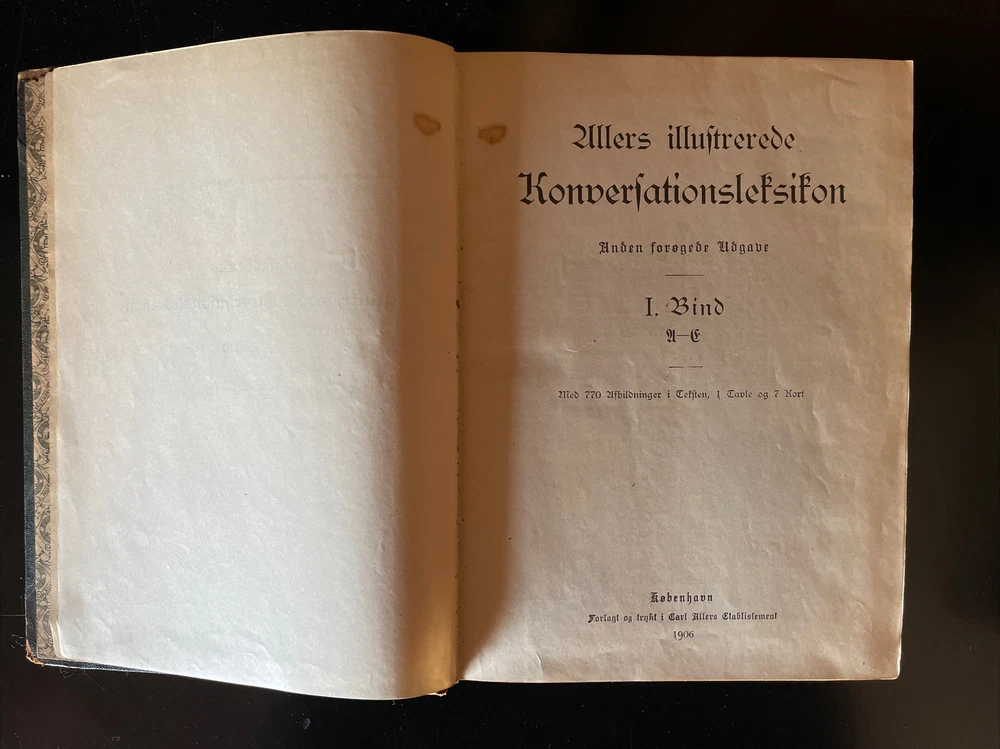 Allers illustrerede
Konversationsleksikon
Anden forøgede Udgave
I. Bind
A—E
Med 770 Afbildninger i Teksten, 1 Tavle og 7 Kort
København
Forlagt og trykt i Carl Allers Etablissement
1906